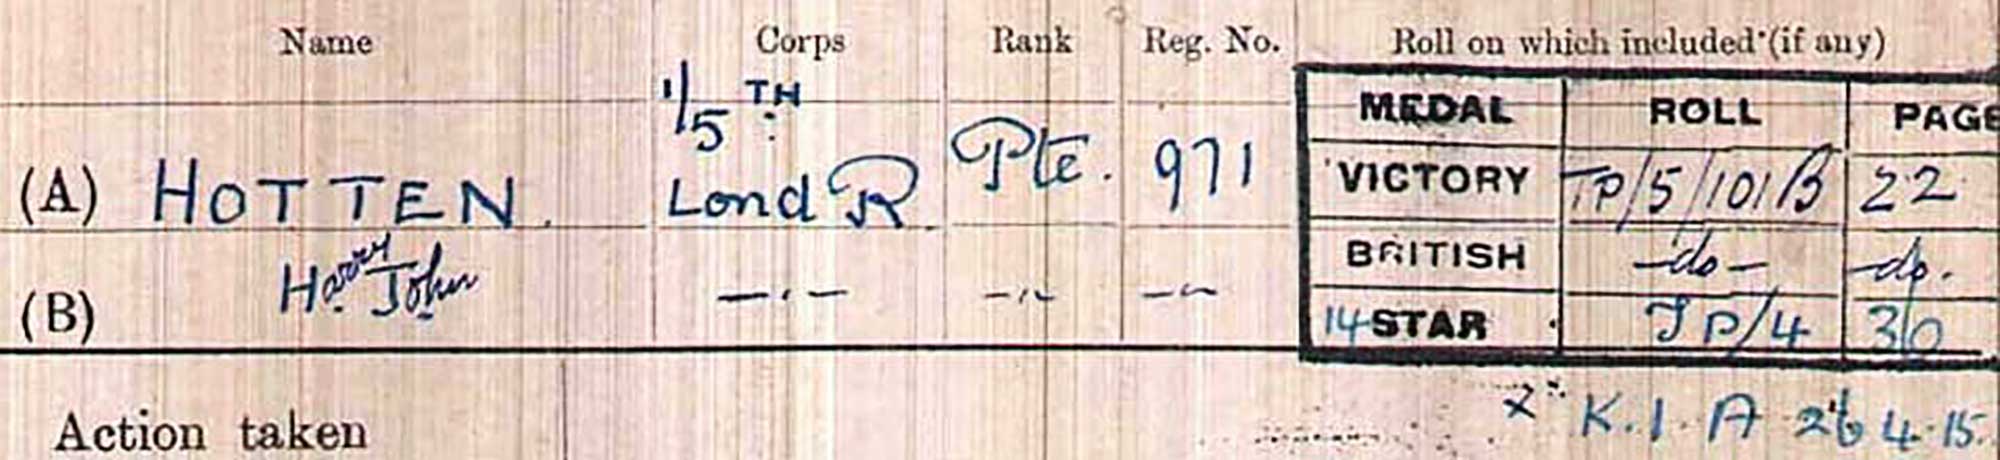 Name Corps Rank Reg. No. Roll on which included (if any)
1/5TH
MEDAL ROLL PAGE
(A) HOTTEN. Lond R. Pte. 971 VICTORY TP/5/101B 22
Harry John BRITISH -do- -do.
(B) — · — — ·· — — ·· — 14 STAR TP/4 30
Action taken K. I. A 26 4.15.